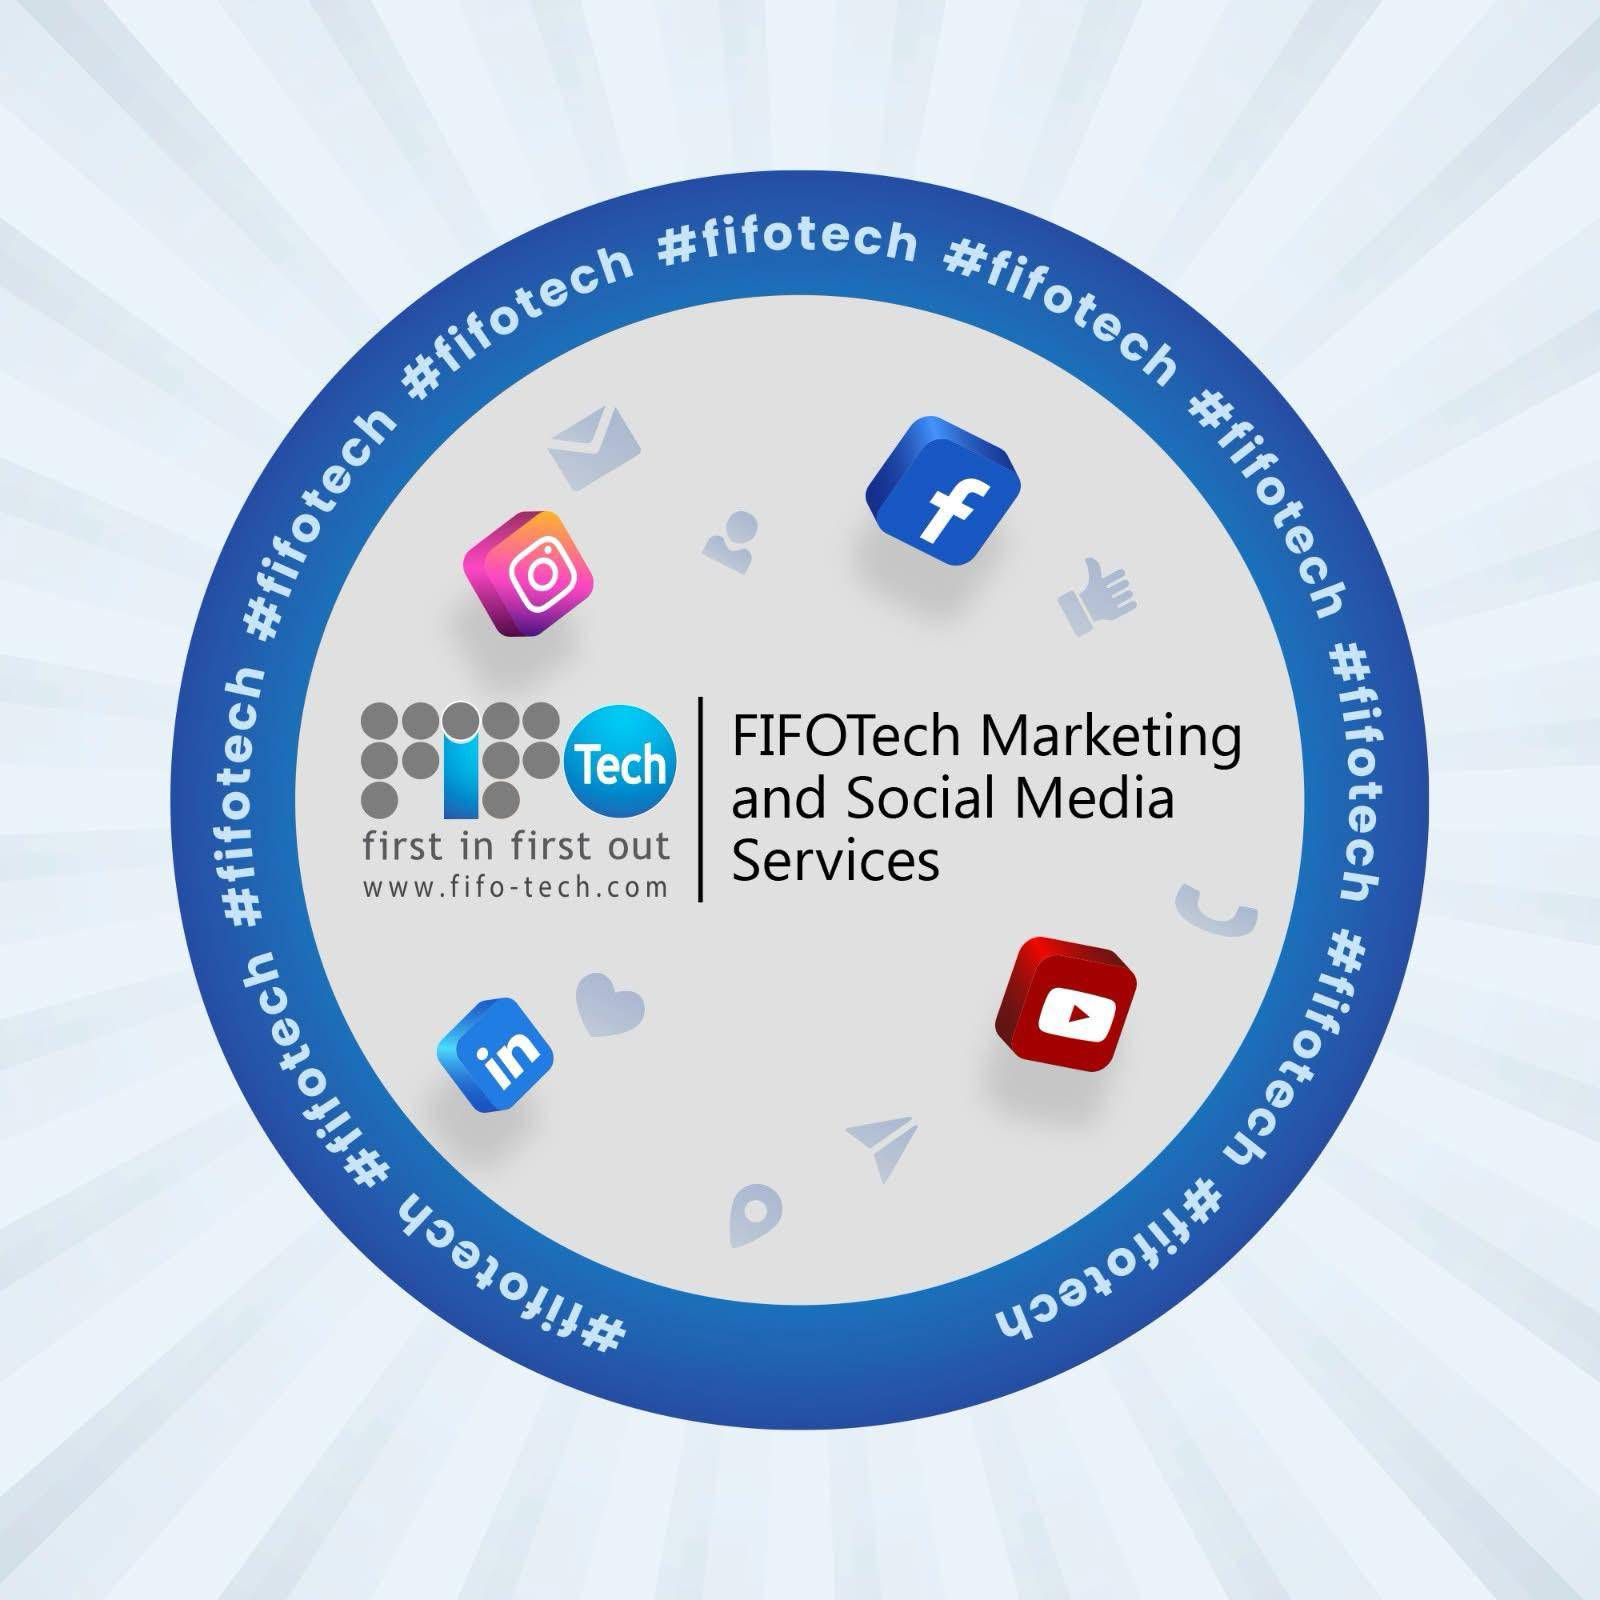 #fifotech #fifotech #fifotech #fifotech #fifotech #fifotech #fifotech #fifotech #fifotech #fifotech #fifotech
FiFO Tech
first in first out
www.fifo-tech.com
FIFOTech Marketing
and Social Media
Services
f
in